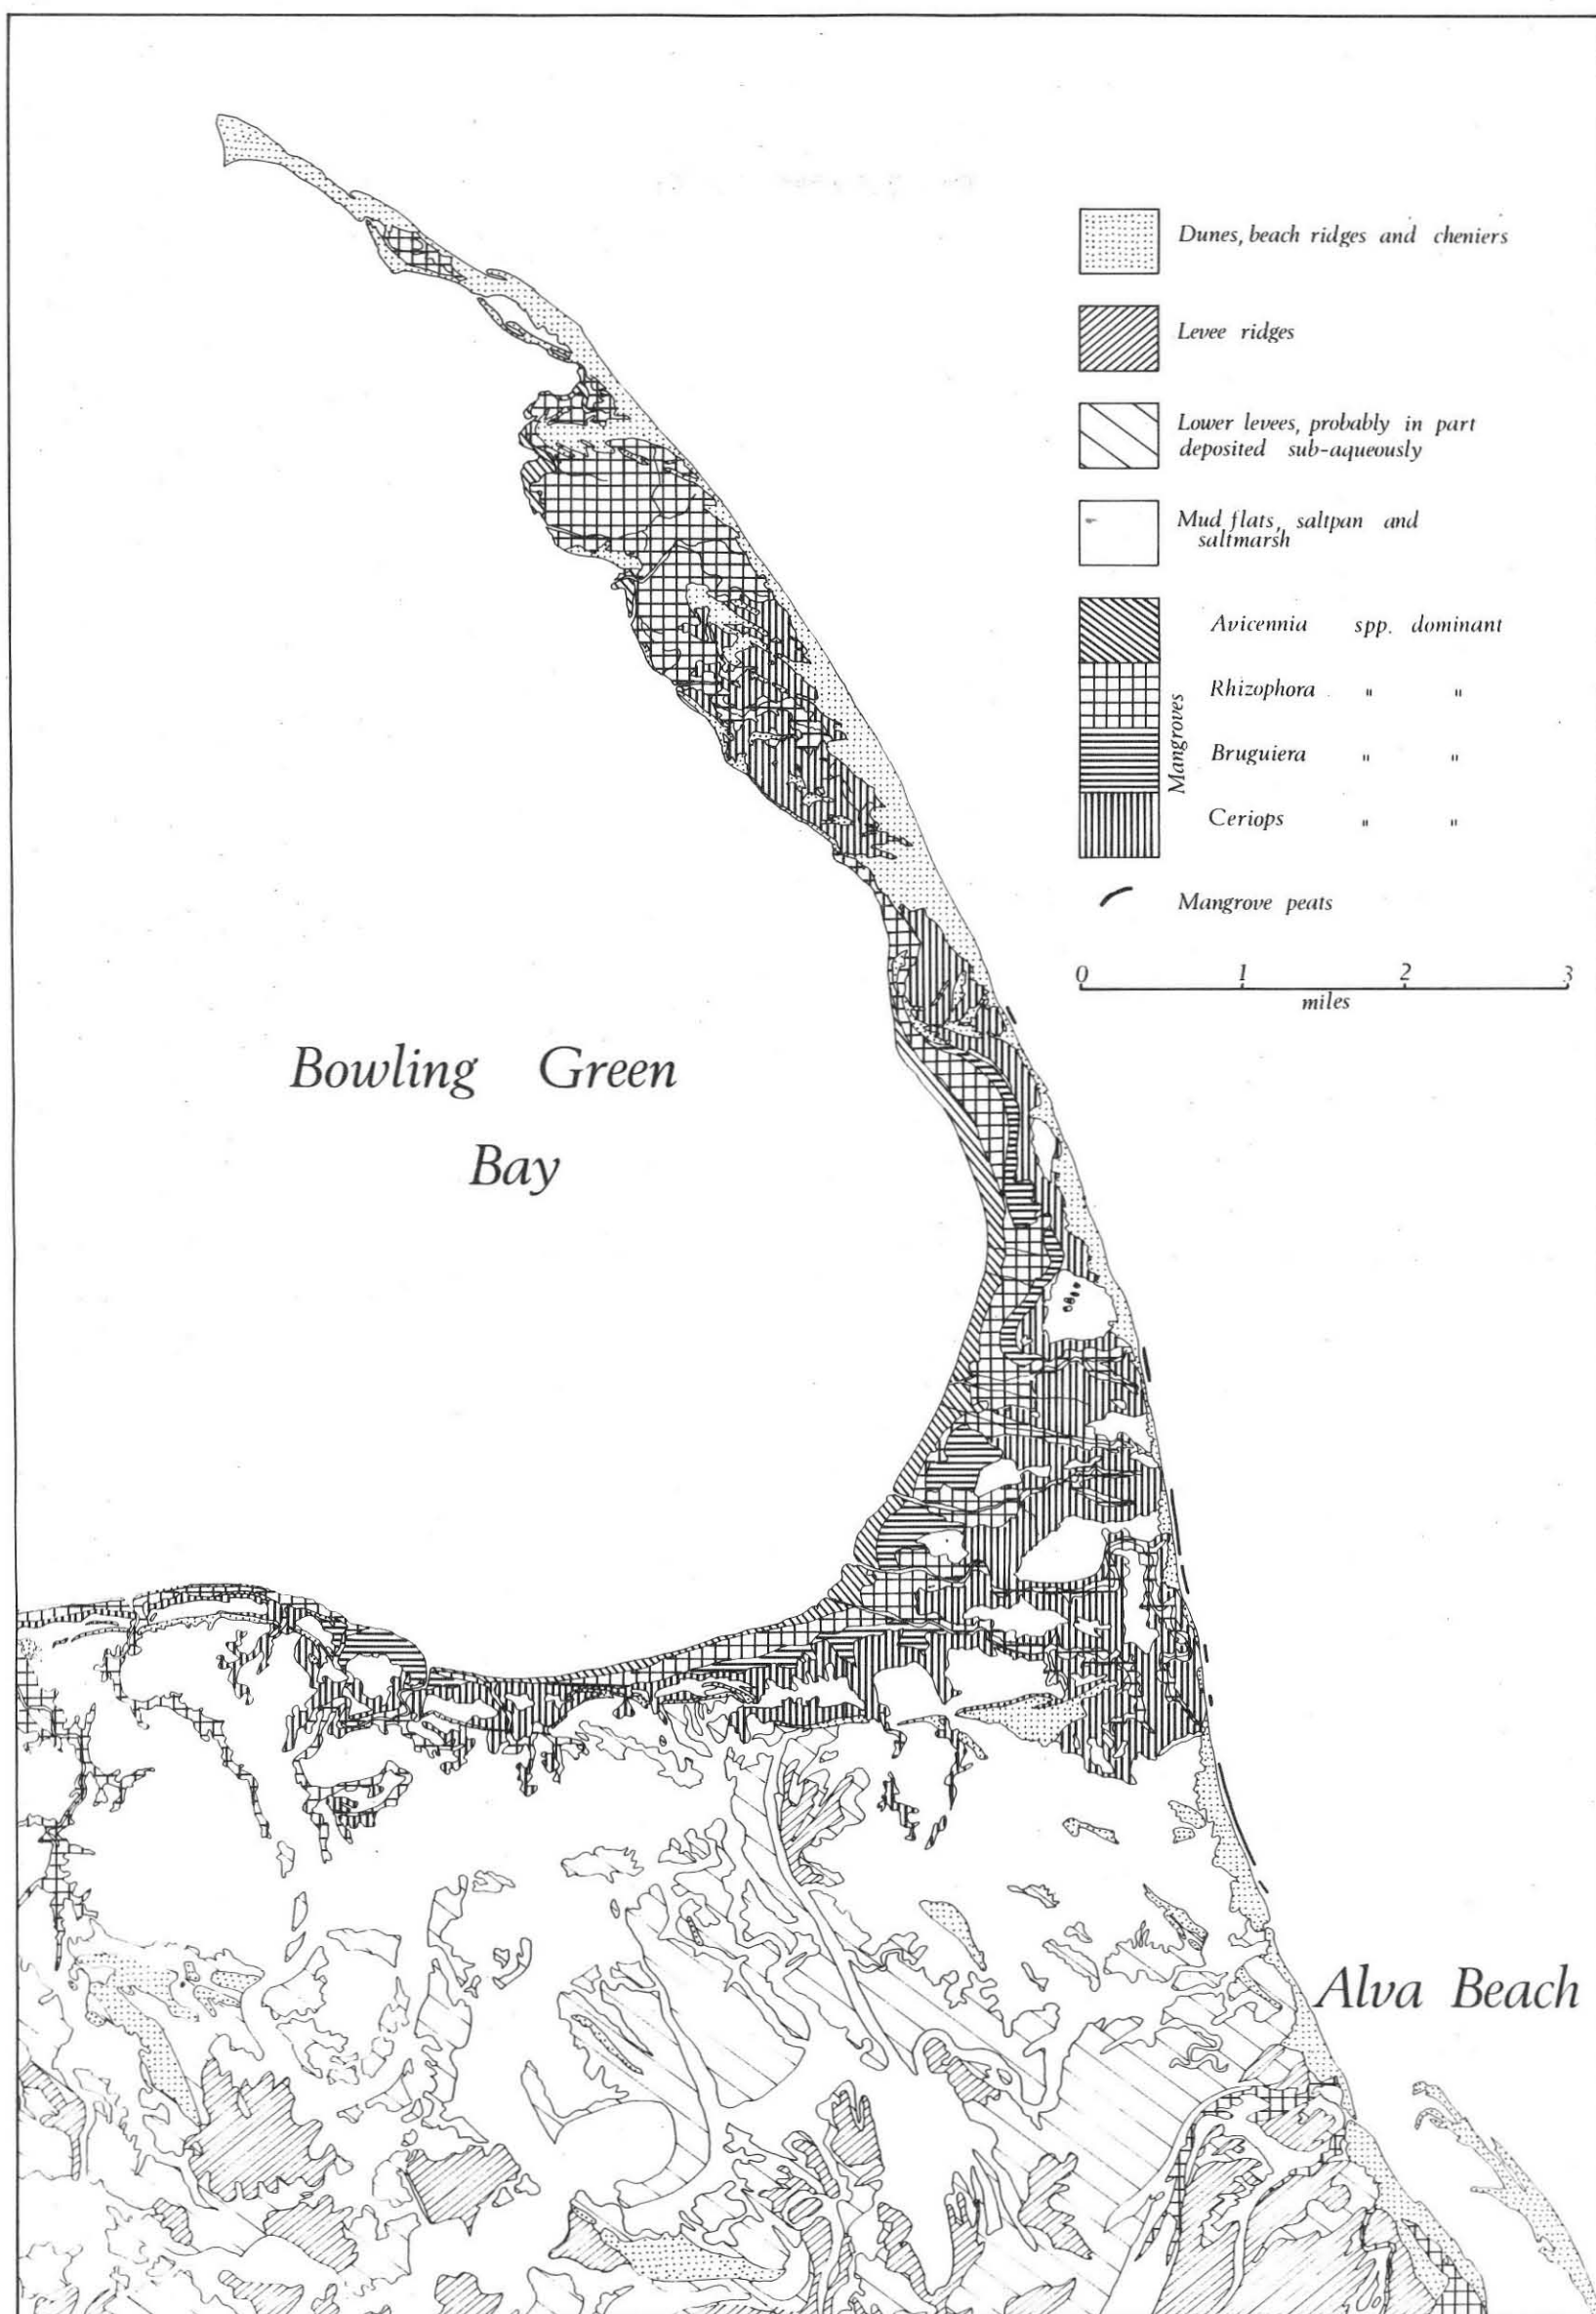 Dunes, beach ridges and cheniers
Levee ridges
Lower levees, probably in part
deposited sub-aqueously
Mud flats, saltpan and
saltmarsh
Mangroves
Avicennia spp. dominant
Rhizophora " "
Bruguiera " "
Ceriops " "
Mangrove peats
0 1 2 3
miles
Bowling Green
Bay
Alva Beach